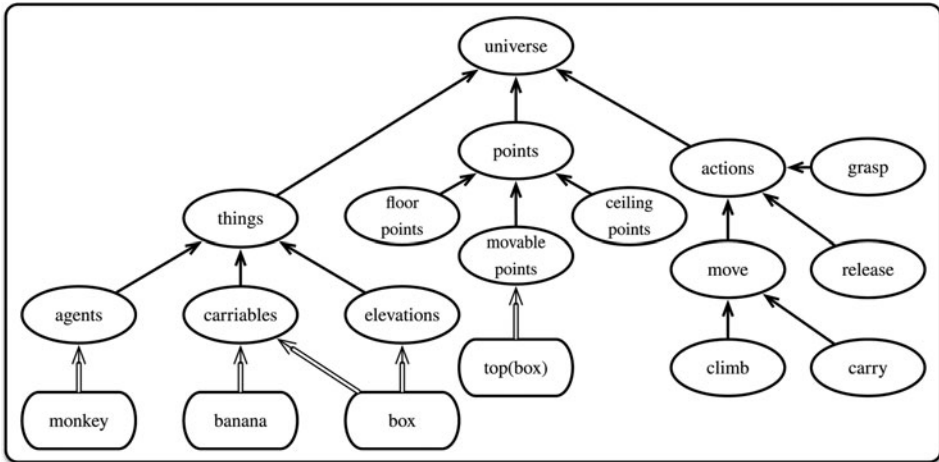 universe
points
actions
grasp
things
floor
points
ceiling
points
movable
points
move
release
agents
carriables
elevations
top(box)
climb
carry
monkey
banana
box